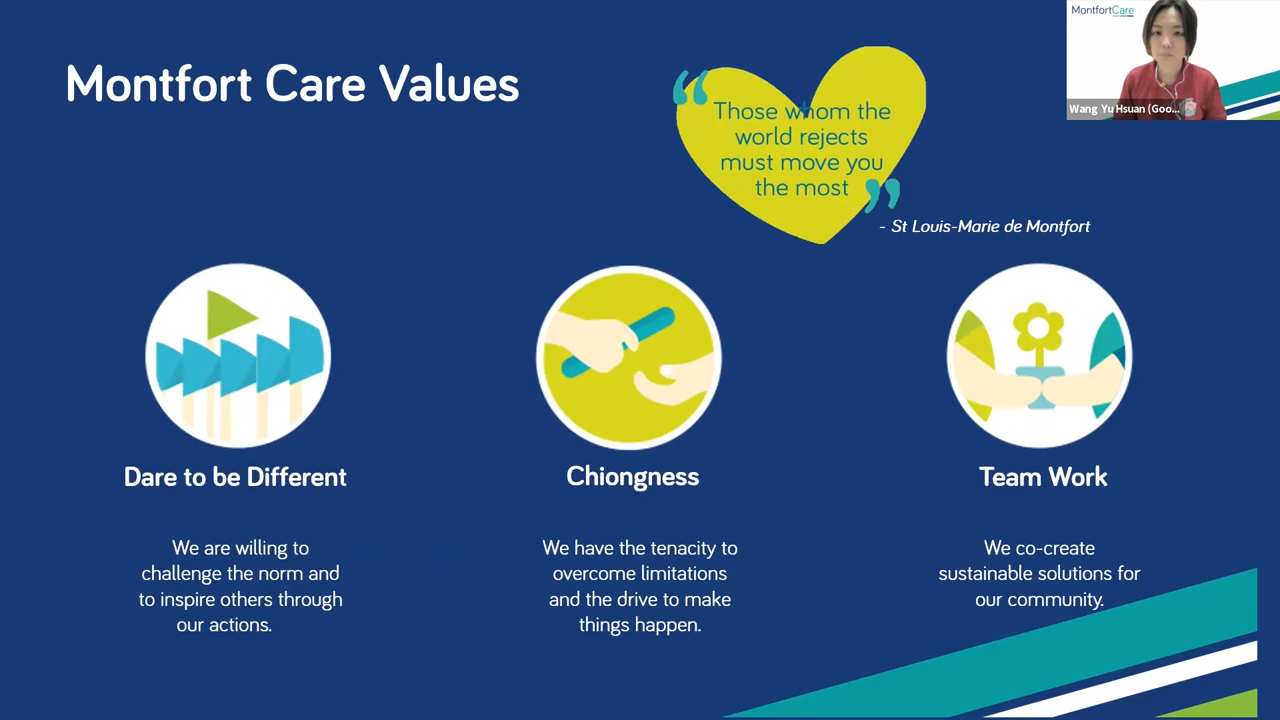 Montfort Care Values
MontfortCare
Wang Yu Hsuan (Goo...
“Those whom the
world rejects
must move you
the most”
- St Louis-Marie de Montfort
Dare to be Different
We are willing to
challenge the norm and
to inspire others through
our actions.
Chiongness
We have the tenacity to
overcome limitations
and the drive to make
things happen.
Team Work
We co-create
sustainable solutions for
our community.